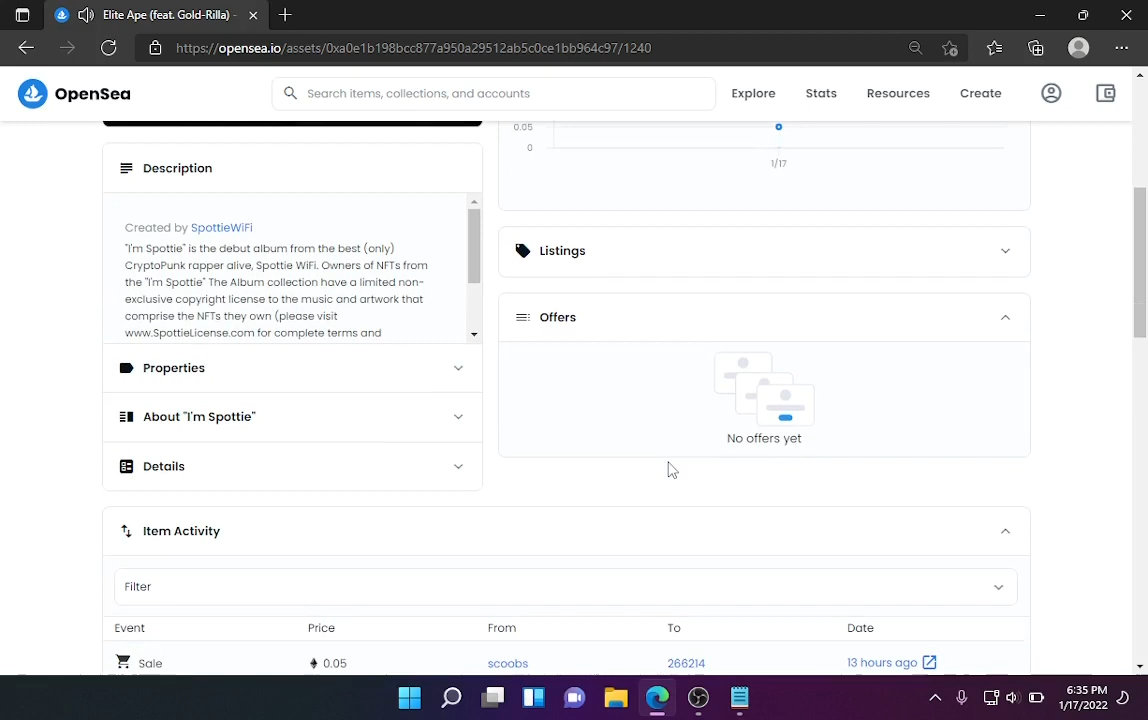 Elite Ape (feat. Gold-Rilla) -
https://opensea.io/assets/0xa0e1b198bcc877a950a29512ab5c0ce1bb964c97/1240
OpenSea
Search items, collections, and accounts
Explore
Stats
Resources
Create
0.05
0
1/17
Description
Created by SpottieWiFi
"I'm Spottie" is the debut album from the best (only)
CryptoPunk rapper alive, Spottie WiFi. Owners of NFTs from
the "I'm Spottie" The Album collection have a limited non-
exclusive copyright license to the music and artwork that
comprise the NFTs they own (please visit
www.SpottieLicense.com for complete terms and
Properties
About "I'm Spottie"
Details
Listings
Offers
No offers yet
Item Activity
Filter
Event Price From To Date
Sale 0.05 scoobs 266214 13 hours ago
6:35 PM
1/17/2022